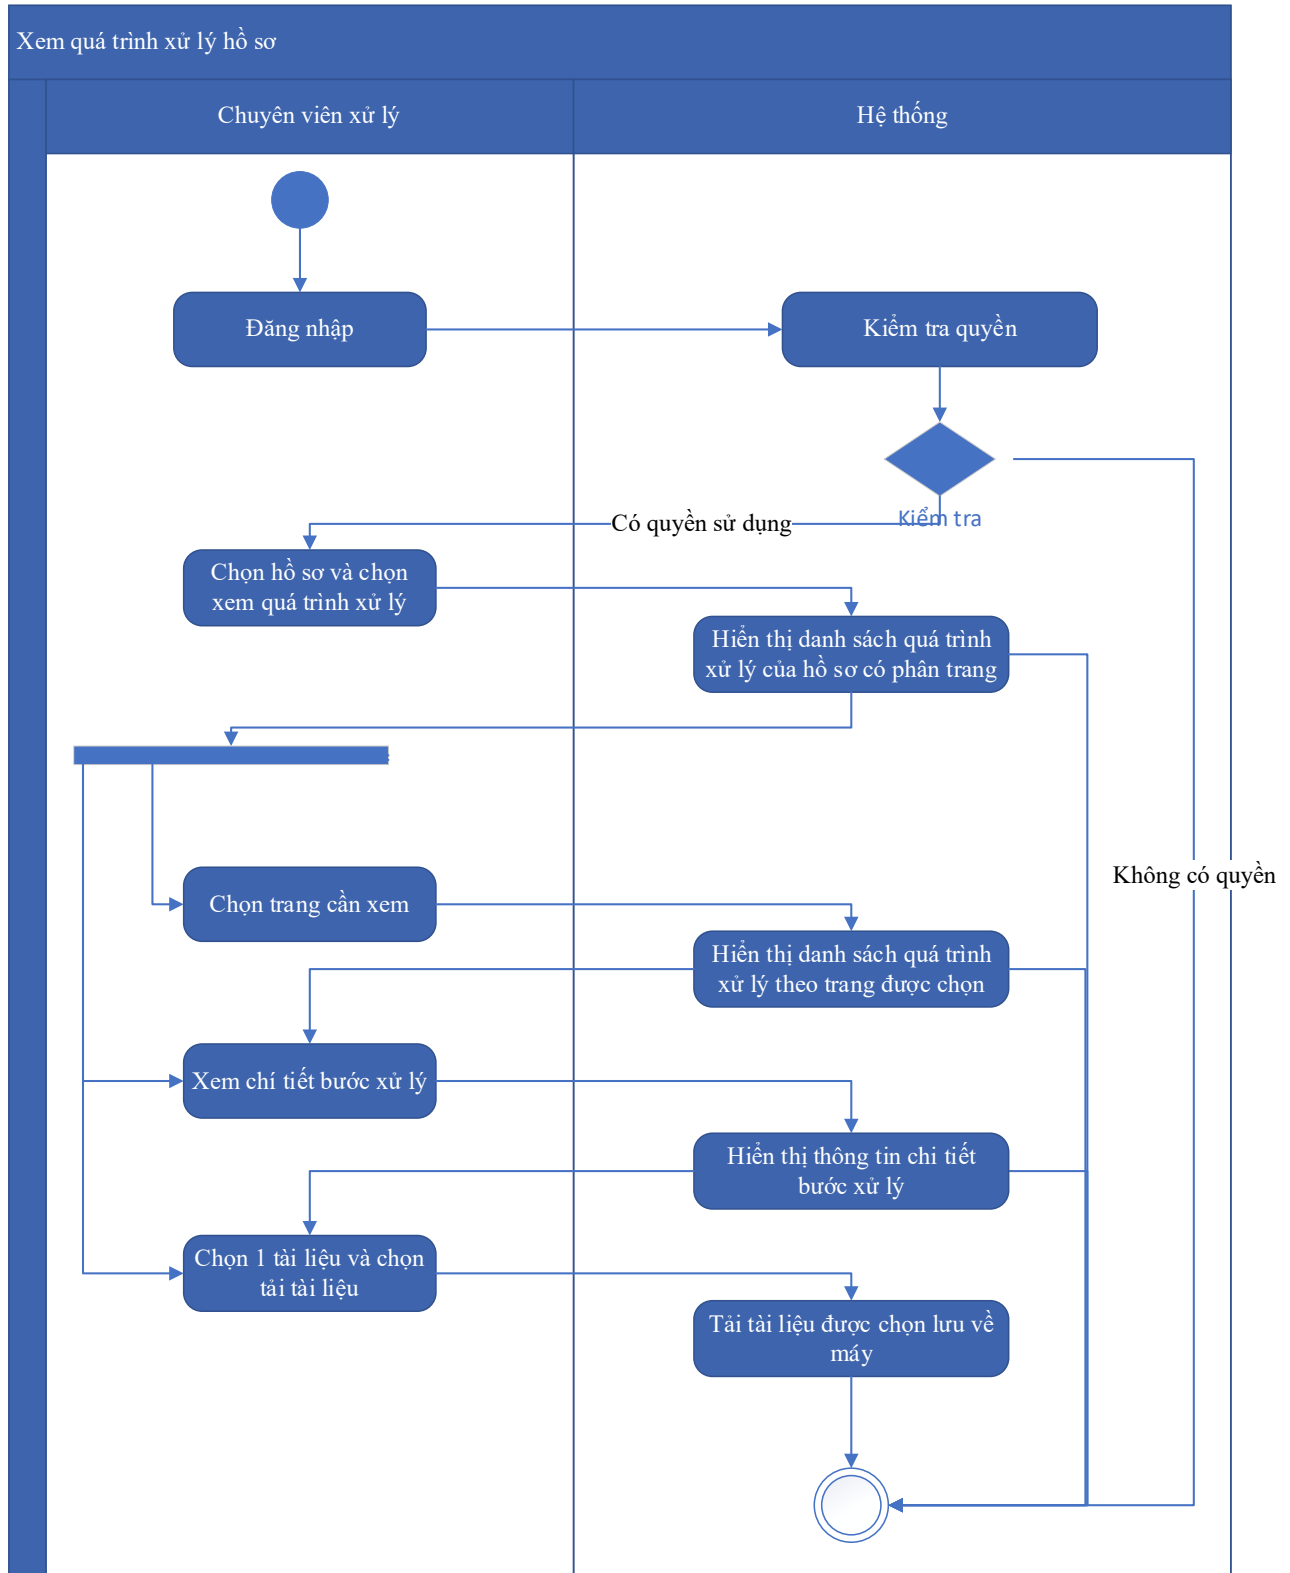 Xem quá trình xử lý hồ sơ
Chuyên viên xử lý
Hệ thống
Đăng nhập
Kiểm tra quyền
Kiểm tra
Có quyền sử dụng
Chọn hồ sơ và chọn
xem quá trình xử lý
Hiển thị danh sách quá trình
xử lý của hồ sơ có phân trang
Không có quyền
Chọn trang cần xem
Hiển thị danh sách quá trình
xử lý theo trang được chọn
Xem chí tiết bước xử lý
Hiển thị thông tin chi tiết
bước xử lý
Chọn 1 tài liệu và chọn
tải tài liệu
Tải tài liệu được chọn lưu về
máy